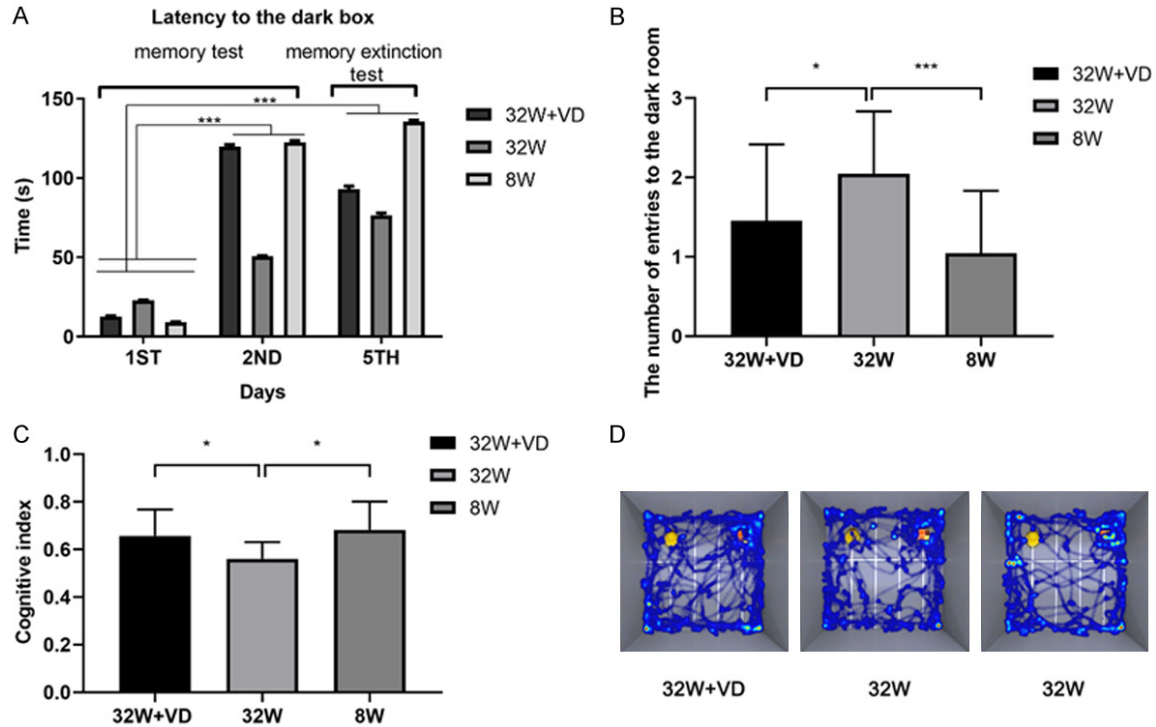 A
Latency to the dark box
memory test
memory extinction
test
***
***
150
100
50
0
Time (s)
1ST
2ND
5TH
Days
32W+VD
32W
8W
B
*
***
3
2
1
0
The number of entries to the dark room
32W+VD
32W
8W
32W+VD
32W
8W
C
*
*
1.0
0.8
0.6
0.4
0.2
0.0
Cognitive index
32W+VD
32W
8W
32W+VD
32W
8W
D
32W+VD
32W
32W